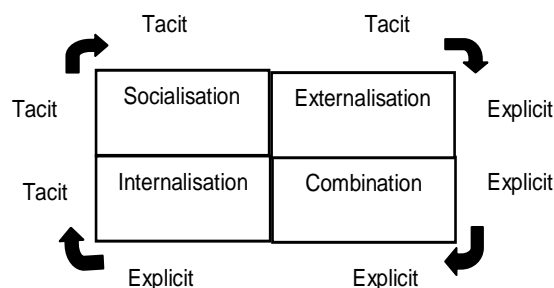 Tacit Tacit
Socialisation Externalisation
Tacit Explicit
Internalisation Combination Explicit
Tacit
Explicit Explicit